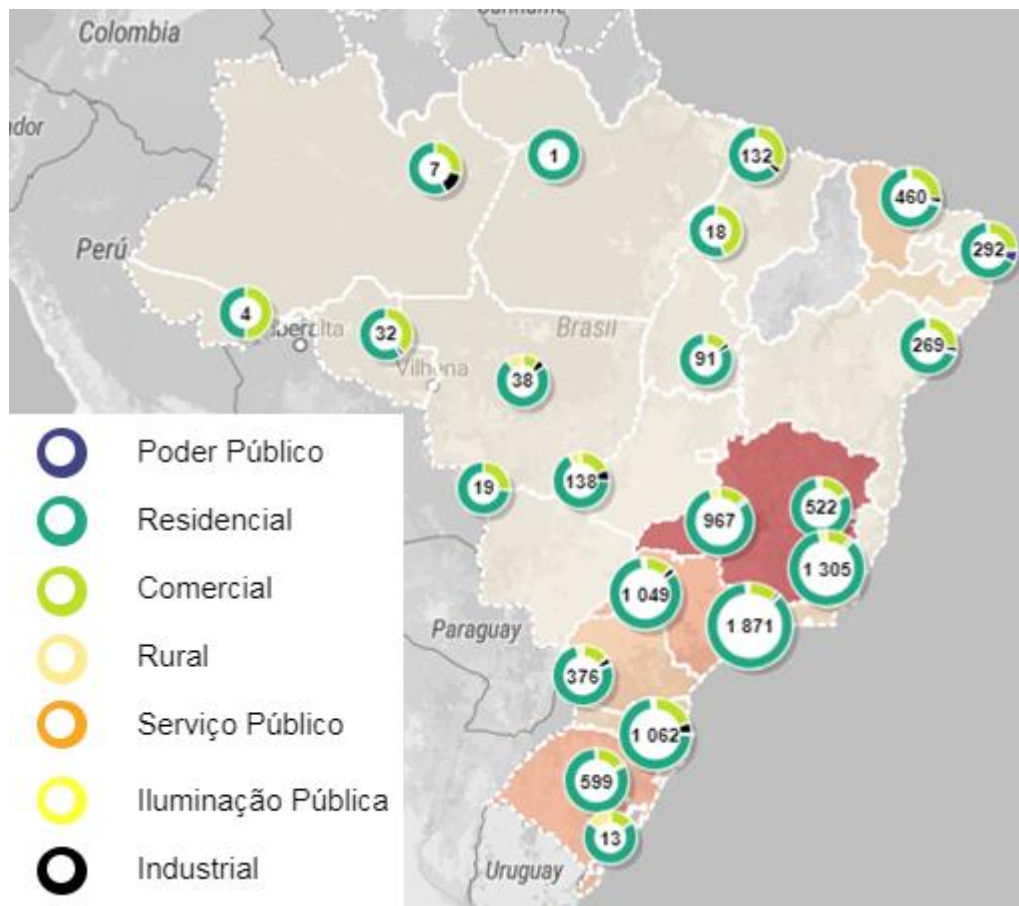 Colombia
7
1
132
460
Perú
18
292
4
32
Brasil
91
269
Vilhena
38
19
138
967
522
1 305
1 049
1 871
Paraguay
376
1 062
599
13
Uruguay
Poder Público
Residencial
Comercial
Rural
Serviço Público
Iluminação Pública
Industrial